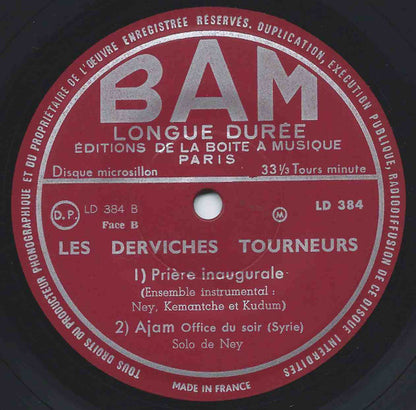 TOUS DROITS DU PRODUCTEUR PHONOGRAPHIQUE ET DU PROPRIÉTAIRE DE L'ŒUVRE ENREGISTRÉE RÉSERVÉS. DUPLICATION, EXÉCUTION PUBLIQUE, RADIODIFFUSION DE CE DISQUE INTERDITES
BAM
LONGUE DURÉE
ÉDITIONS DE LA BOITE A MUSIQUE
PARIS
Disque microsillon 33 1/3 Tours minute
D.P. LD 384 B M LD 384
Face B
LES DERVICHES TOURNEURS
1) Prière inaugurale
(Ensemble instrumental :
Ney, Kemantche et Kudum)
2) Ajam Office du soir (Syrie)
Solo de Ney
MADE IN FRANCE